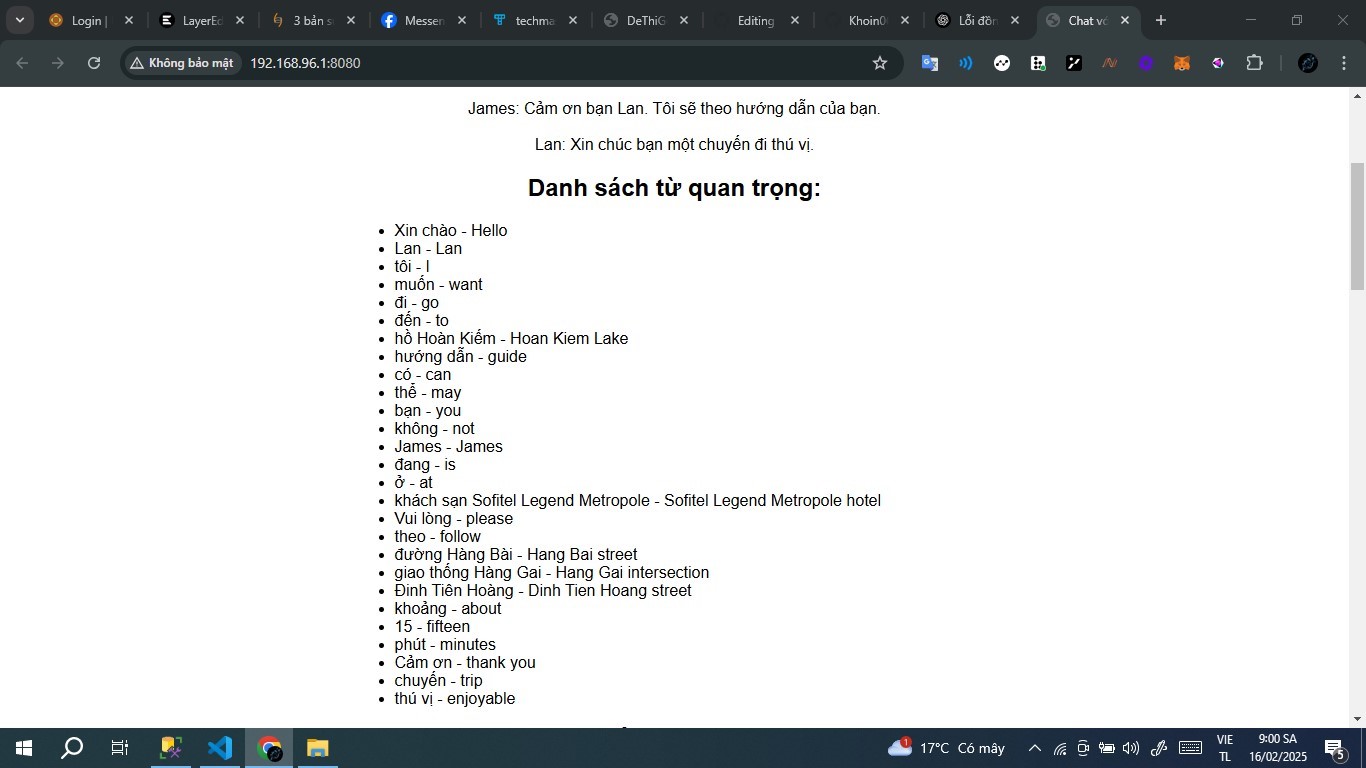 Login |
LayerEd
3 bản s
Messen
techma
DeThiG
Editing
Khoin0
Lỗi đồn
Chat vớ
Không bảo mật
192.168.96.1:8080
James: Cảm ơn bạn Lan. Tôi sẽ theo hướng dẫn của bạn.
Lan: Xin chúc bạn một chuyến đi thú vị.
Danh sách từ quan trọng:
Xin chào - Hello
Lan - Lan
tôi - I
muốn - want
đi - go
đến - to
hồ Hoàn Kiếm - Hoan Kiem Lake
hướng dẫn - guide
có - can
thể - may
bạn - you
không - not
James - James
đang - is
ở - at
khách sạn Sofitel Legend Metropole - Sofitel Legend Metropole hotel
Vui lòng - please
theo - follow
đường Hàng Bài - Hang Bai street
giao thống Hàng Gai - Hang Gai intersection
Đinh Tiên Hoàng - Dinh Tien Hoang street
khoảng - about
15 - fifteen
phút - minutes
Cảm ơn - thank you
chuyến - trip
thú vị - enjoyable
1
17°C Có mây
VIE
TL
9:00 SA
16/02/2025
5